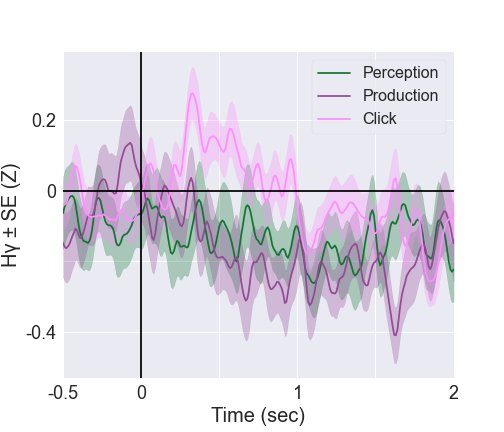 Perception
Production
Click
Hγ ± SE (Z)
0.2
0
-0.4
-0.5
0
1
2
Time (sec)